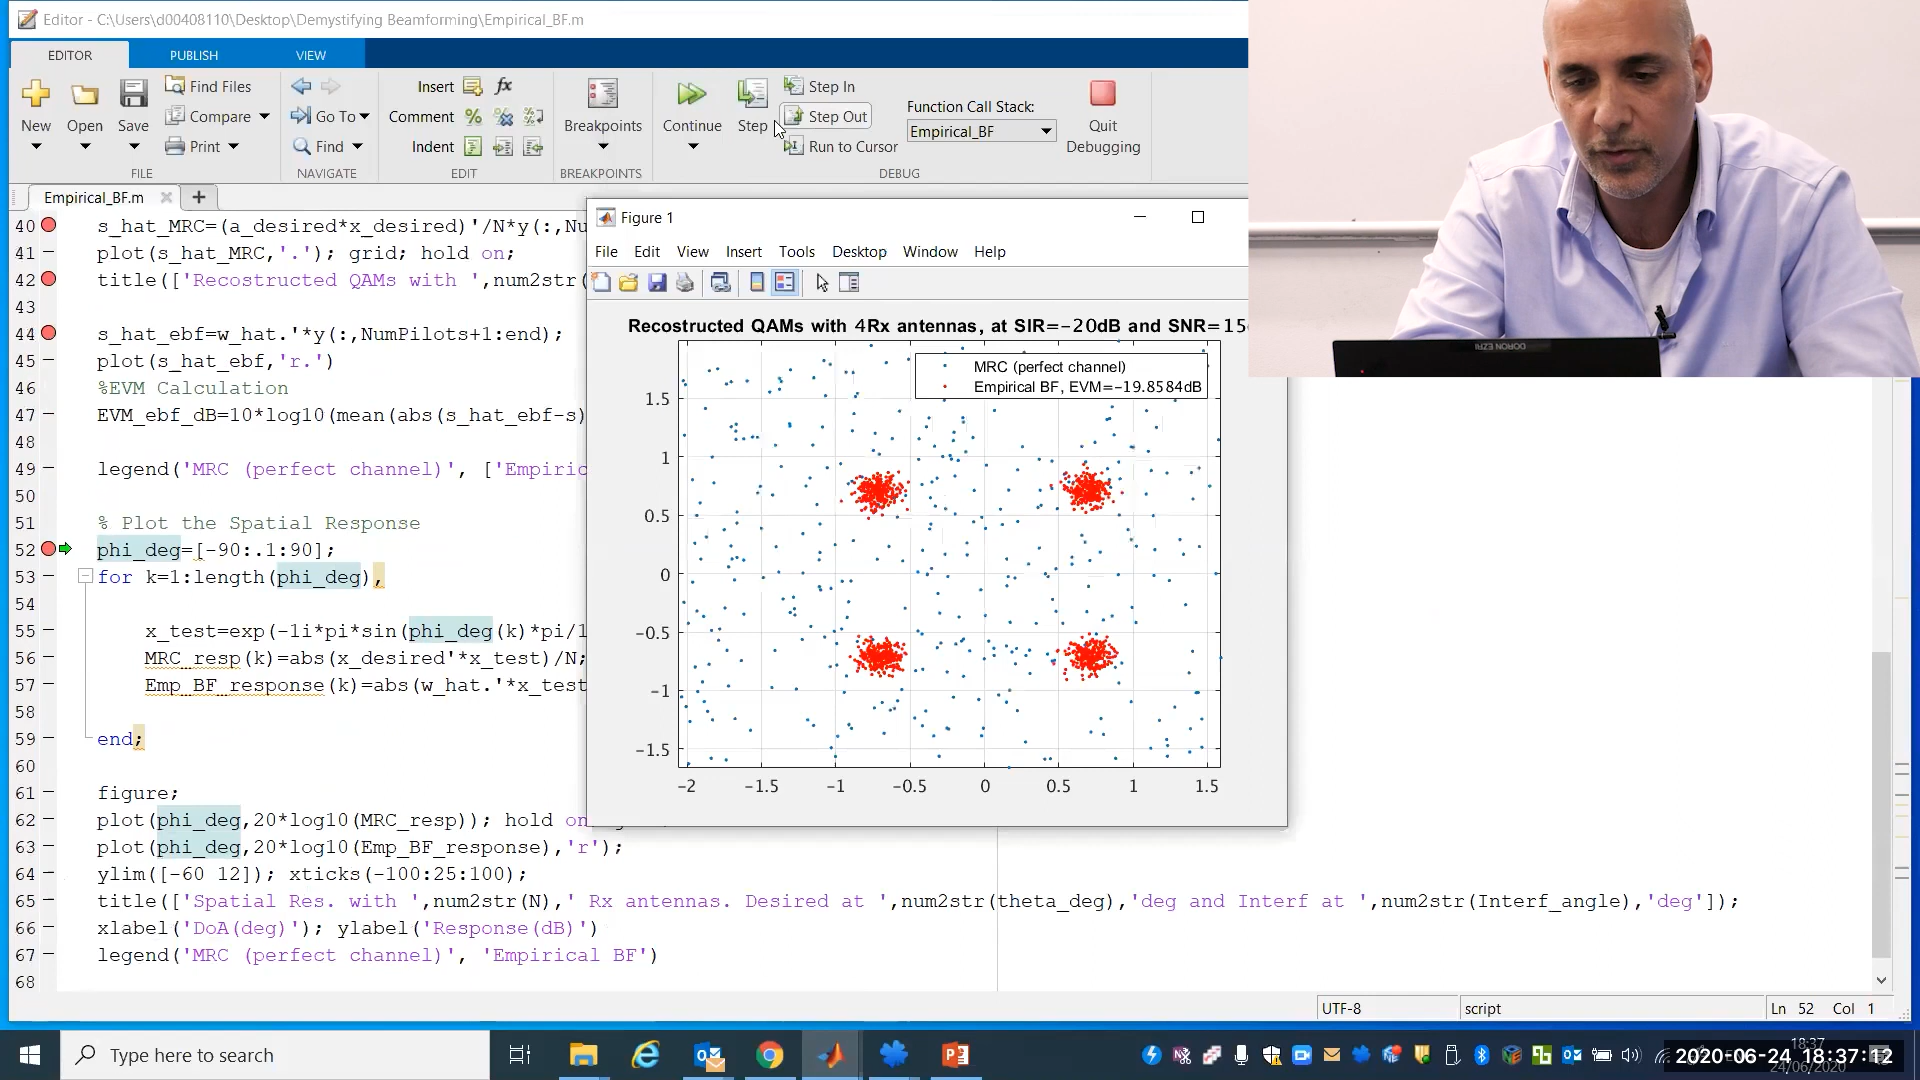 Editor - C:\Users\d00408110\Desktop\Demystifying Beamforming\Empirical_BF.m
EDITOR PUBLISH VIEW
New Open Save
Find Files
Compare
Print
FILE
Go To
Find
NAVIGATE
Insert
Comment
Indent
EDIT
Breakpoints
BREAKPOINTS
Continue
Step
Step In
Step Out
Run to Cursor
Function Call Stack:
Empirical_BF
DEBUG
Quit
Debugging
Empirical_BF.m
40 s_hat_MRC=(a_desired*x_desired)'/N*y(:,Nu
41 plot(s_hat_MRC,'.'); grid; hold on;
42 title(['Recostructed QAMs with ',num2str(
43
44 s_hat_ebf=w_hat.'*y(:,NumPilots+1:end);
45 plot(s_hat_ebf,'r.')
46 %EVM Calculation
47 EVM_ebf_dB=10*log10(mean(abs(s_hat_ebf-s)
48
49 legend('MRC (perfect channel)', ['Empiric
50
51 % Plot the Spatial Response
52 phi_deg=[-90:.1:90];
53 for k=1:length(phi_deg),
54
55 x_test=exp(-1i*pi*sin(phi_deg(k)*pi/1
56 MRC_resp(k)=abs(x_desired'*x_test)/N;
57 Emp_BF_response(k)=abs(w_hat.'*x_test
58
59 end;
60
61 figure;
62 plot(phi_deg,20*log10(MRC_resp)); hold on
63 plot(phi_deg,20*log10(Emp_BF_response),'r');
64 ylim([-60 12]); xticks(-100:25:100);
65 title(['Spatial Res. with ',num2str(N),' Rx antennas. Desired at ',num2str(theta_deg),'deg and Interf at ',num2str(Interf_angle),'deg']);
66 xlabel('DoA(deg)'); ylabel('Response(dB)')
67 legend('MRC (perfect channel)', 'Empirical BF')
68
Figure 1
File Edit View Insert Tools Desktop Window Help
Recostructed QAMs with 4Rx antennas, at SIR=-20dB and SNR=15
MRC (perfect channel)
Empirical BF, EVM=-19.8584dB
1.5
1
0.5
0
-0.5
-1
-1.5
-2 -1.5 -1 -0.5 0 0.5 1 1.5
DORON EZRI
UTF-8 script Ln 52 Col 1
Type here to search
18:37
2020-06-24 18:37:12
24/06/2020